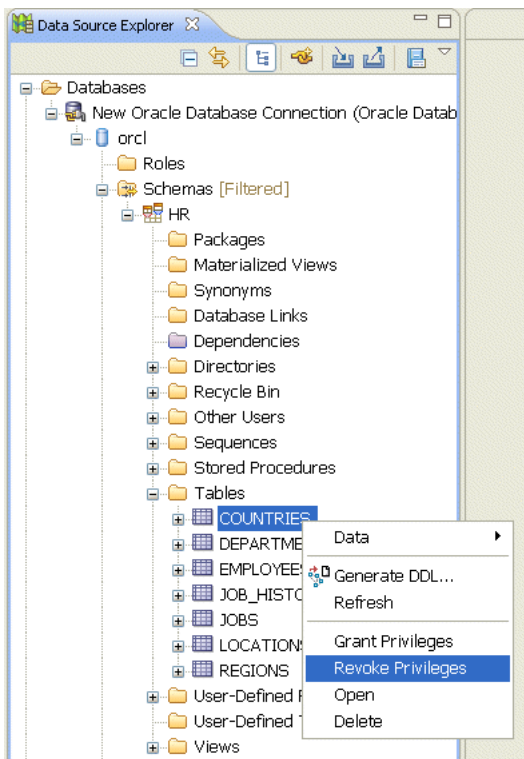 Data Source Explorer
Databases
New Oracle Database Connection (Oracle Datab
orcl
Roles
Schemas [Filtered]
HR
Packages
Materialized Views
Synonyms
Database Links
Dependencies
Directories
Recycle Bin
Other Users
Sequences
Stored Procedures
Tables
COUNTRIES
DEPARTME
EMPLOYEES
JOB_HISTO
JOBS
LOCATIONS
REGIONS
User-Defined F
User-Defined T
Views
Data
Generate DDL...
Refresh
Grant Privileges
Revoke Privileges
Open
Delete